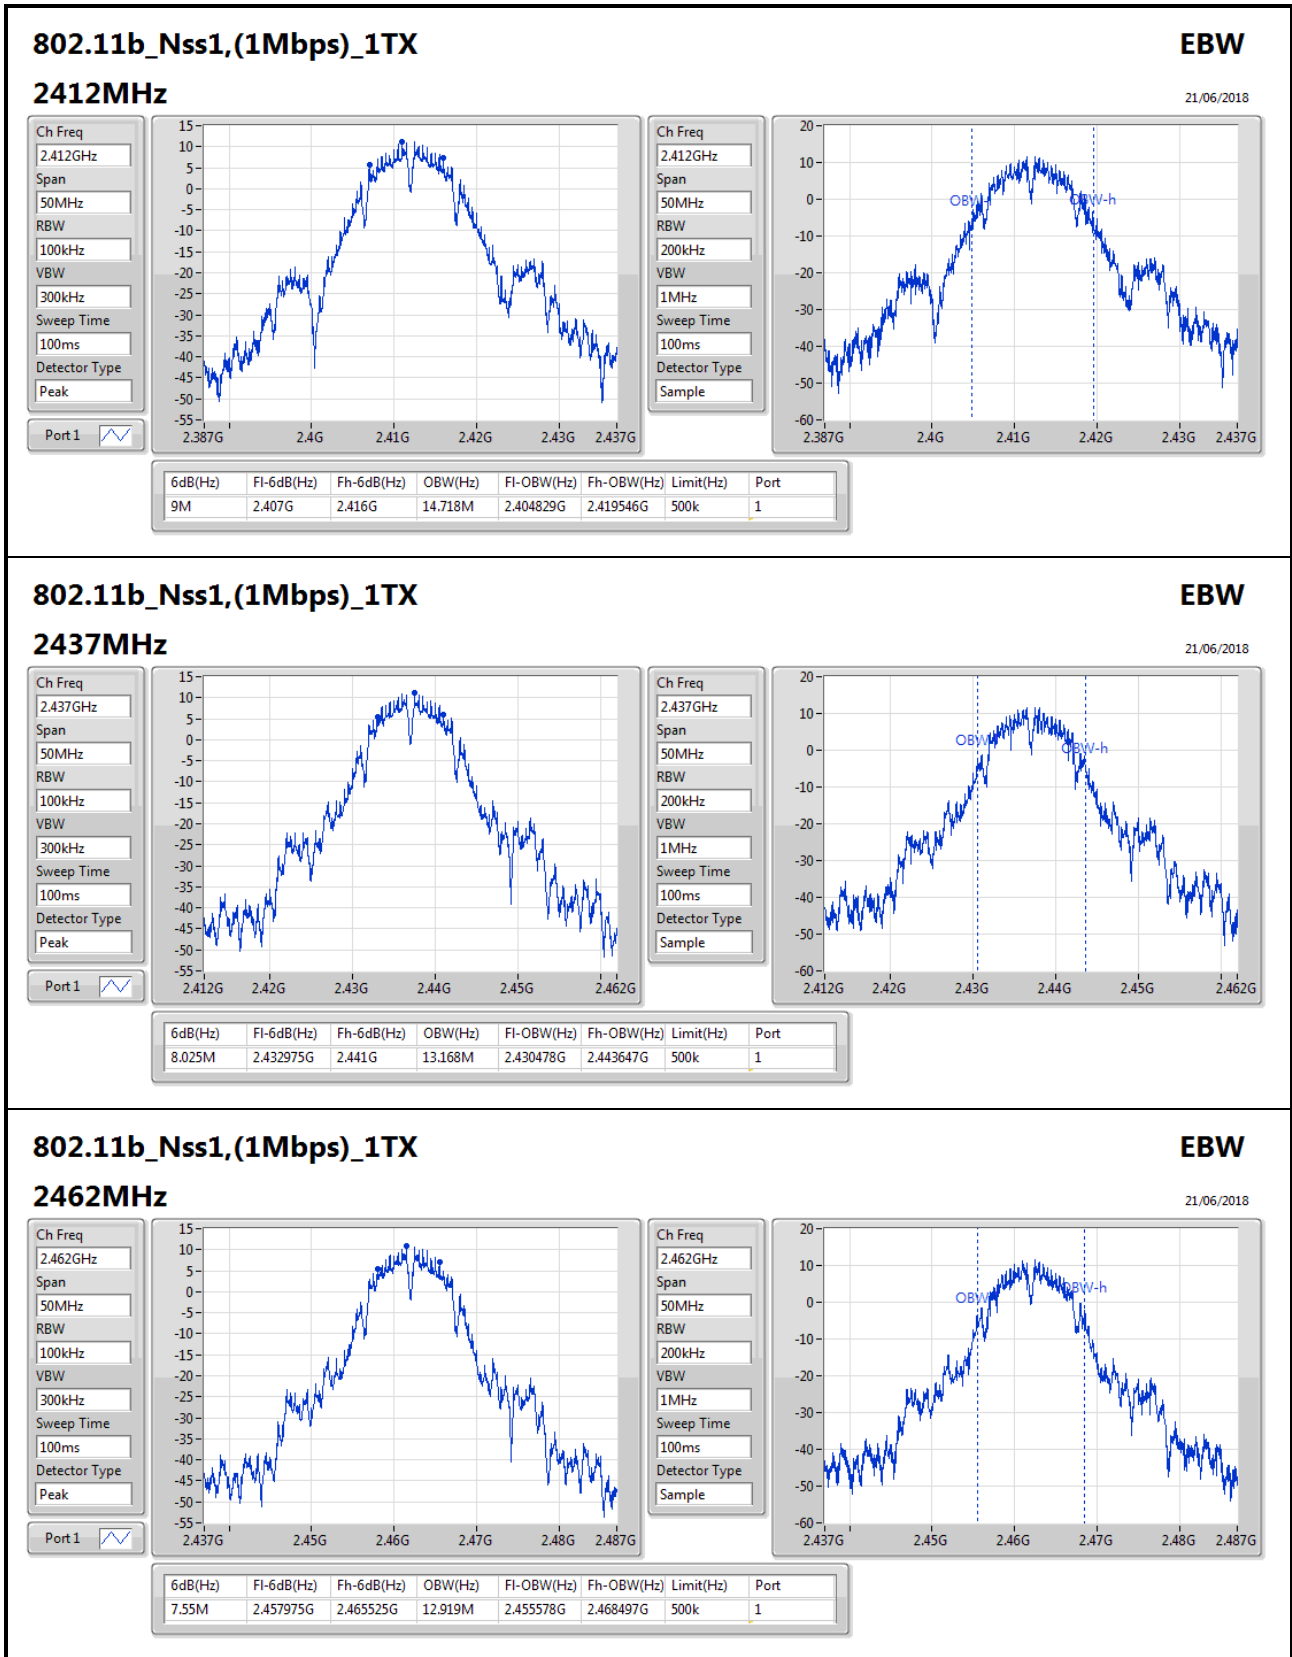 802.11b_Nss1,(1Mbps)_1TX
EBW
2412MHz
21/06/2018
Ch Freq
2.412GHz
Span
50MHz
RBW
100kHz
VBW
300kHz
Sweep Time
100ms
Detector Type
Peak
Port 1
15
10
5
0
-5
-10
-15
-20
-25
-30
-35
-40
-45
-50
-55
2.387G 2.4G 2.41G 2.42G 2.43G 2.437G
Ch Freq
2.412GHz
Span
50MHz
RBW
200kHz
VBW
1MHz
Sweep Time
100ms
Detector Type
Sample
20
10
0
-10
-20
-30
-40
-50
-60
OBW
OBW-h
2.387G 2.4G 2.41G 2.42G 2.43G 2.437G
6dB(Hz) Fl-6dB(Hz) Fh-6dB(Hz) OBW(Hz) Fl-OBW(Hz) Fh-OBW(Hz) Limit(Hz) Port
9M 2.407G 2.416G 14.718M 2.404829G 2.419546G 500k 1
802.11b_Nss1,(1Mbps)_1TX
EBW
2437MHz
21/06/2018
Ch Freq
2.437GHz
Span
50MHz
RBW
100kHz
VBW
300kHz
Sweep Time
100ms
Detector Type
Peak
Port 1
15
10
5
0
-5
-10
-15
-20
-25
-30
-35
-40
-45
-50
-55
2.412G 2.42G 2.43G 2.44G 2.45G 2.462G
Ch Freq
2.437GHz
Span
50MHz
RBW
200kHz
VBW
1MHz
Sweep Time
100ms
Detector Type
Sample
20
10
0
-10
-20
-30
-40
-50
-60
OBW
OBW-h
2.412G 2.42G 2.43G 2.44G 2.45G 2.462G
6dB(Hz) Fl-6dB(Hz) Fh-6dB(Hz) OBW(Hz) Fl-OBW(Hz) Fh-OBW(Hz) Limit(Hz) Port
8.025M 2.432975G 2.441G 13.168M 2.430478G 2.443647G 500k 1
802.11b_Nss1,(1Mbps)_1TX
EBW
2462MHz
21/06/2018
Ch Freq
2.462GHz
Span
50MHz
RBW
100kHz
VBW
300kHz
Sweep Time
100ms
Detector Type
Peak
Port 1
15
10
5
0
-5
-10
-15
-20
-25
-30
-35
-40
-45
-50
-55
2.437G 2.45G 2.46G 2.47G 2.48G 2.487G
Ch Freq
2.462GHz
Span
50MHz
RBW
200kHz
VBW
1MHz
Sweep Time
100ms
Detector Type
Sample
20
10
0
-10
-20
-30
-40
-50
-60
OBW
OBW-h
2.437G 2.45G 2.46G 2.47G 2.48G 2.487G
6dB(Hz) Fl-6dB(Hz) Fh-6dB(Hz) OBW(Hz) Fl-OBW(Hz) Fh-OBW(Hz) Limit(Hz) Port
7.55M 2.457975G 2.465525G 12.919M 2.455578G 2.468497G 500k 1